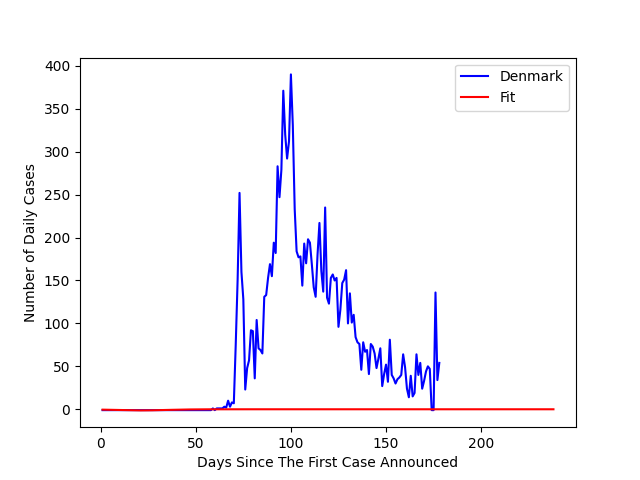 Denmark
Fit
400
350
300
250
200
150
100
50
0
Number of Daily Cases
0 50 100 150 200
Days Since The First Case Announced